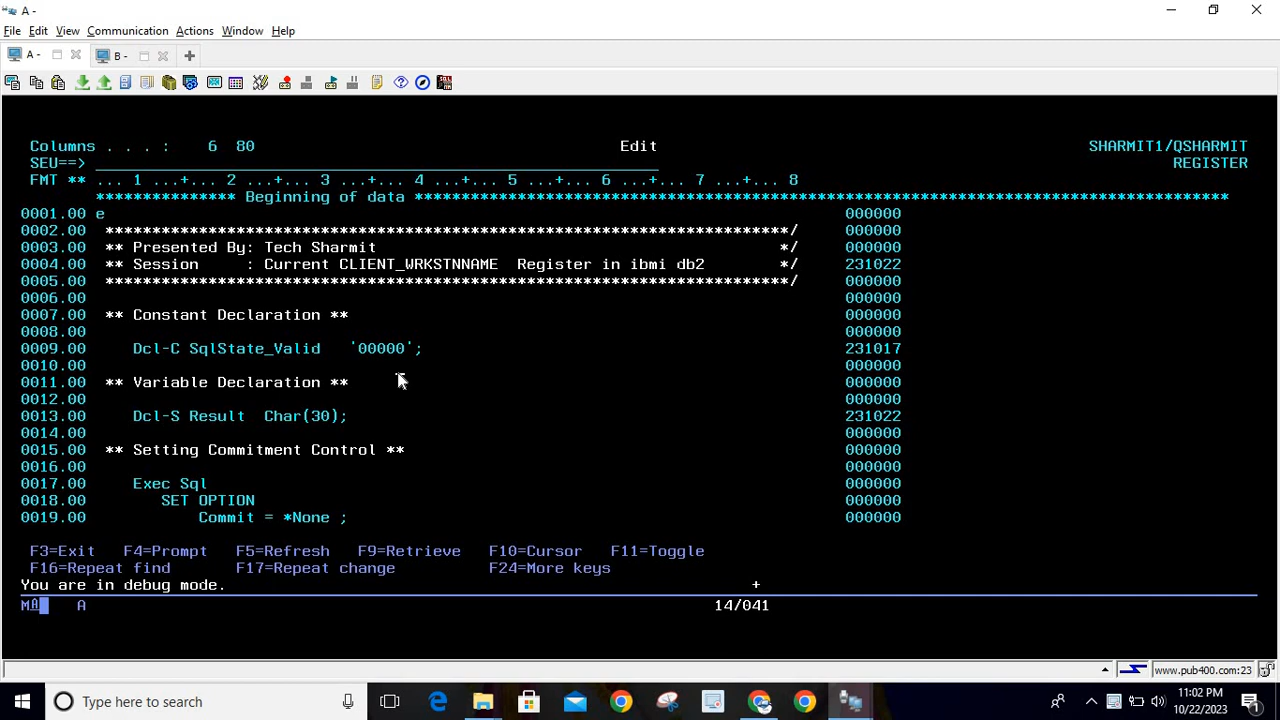 A -
File Edit View Communication Actions Window Help
A - B -
Columns . . . : 6 80 Edit SHARMIT1/QSHARMIT
SEU==> REGISTER
FMT ** ... 1 ...+... 2 ...+... 3 ...+... 4 ...+... 5 ...+... 6 ...+... 7 ...+... 8
*************** Beginning of data ***************************************************************************************
0001.00 e 000000
0002.00 *************************************************************************/ 000000
0003.00 ** Presented By: Tech Sharmit */ 000000
0004.00 ** Session : Current CLIENT_WRKSTNNAME Register in ibmi db2 */ 231022
0005.00 *************************************************************************/ 000000
0006.00 000000
0007.00 ** Constant Declaration ** 000000
0008.00 000000
0009.00 Dcl-C SqlState_Valid '00000'; 231017
0010.00 000000
0011.00 ** Variable Declaration ** 000000
0012.00 000000
0013.00 Dcl-S Result Char(30); 231022
0014.00 000000
0015.00 ** Setting Commitment Control ** 000000
0016.00 000000
0017.00 Exec Sql 000000
0018.00 SET OPTION 000000
0019.00 Commit = *None ; 000000
F3=Exit F4=Prompt F5=Refresh F9=Retrieve F10=Cursor F11=Toggle
F16=Repeat find F17=Repeat change F24=More keys
You are in debug mode. +
MA A 14/041
www.pub400.com:23
Type here to search
11:02 PM
10/22/2023